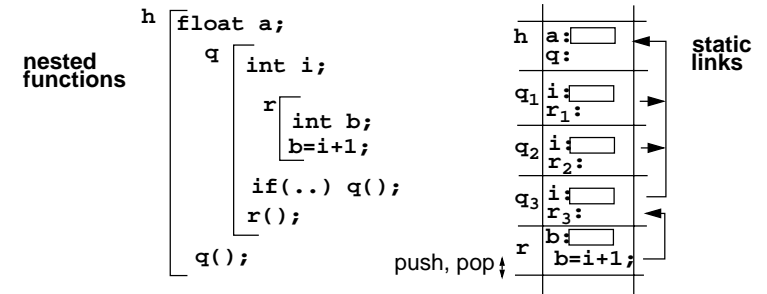 nested
functions
h
float a;
q
int i;
r
int b;
b=i+1;
if(..) q();
r();
q();
static
links
h a:
q:
q1 i:
r1:
q2 i:
r2:
q3 i:
r3:
r b:
b=i+1;
push, pop